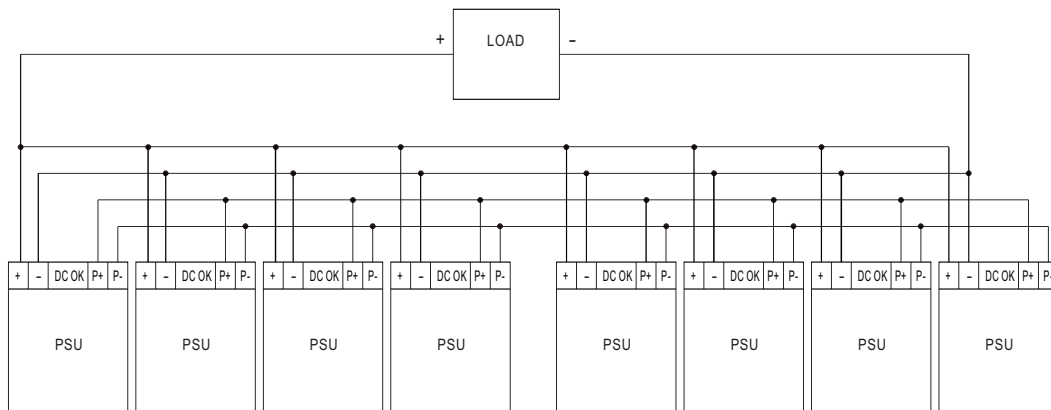 + LOAD –
+ – DC OK P+ P- + – DC OK P+ P- + – DC OK P+ P- + – DC OK P+ P- + – DC OK P+ P- + – DC OK P+ P- + – DC OK P+ P- + – DC OK P+ P-
PSU PSU PSU PSU PSU PSU PSU PSU